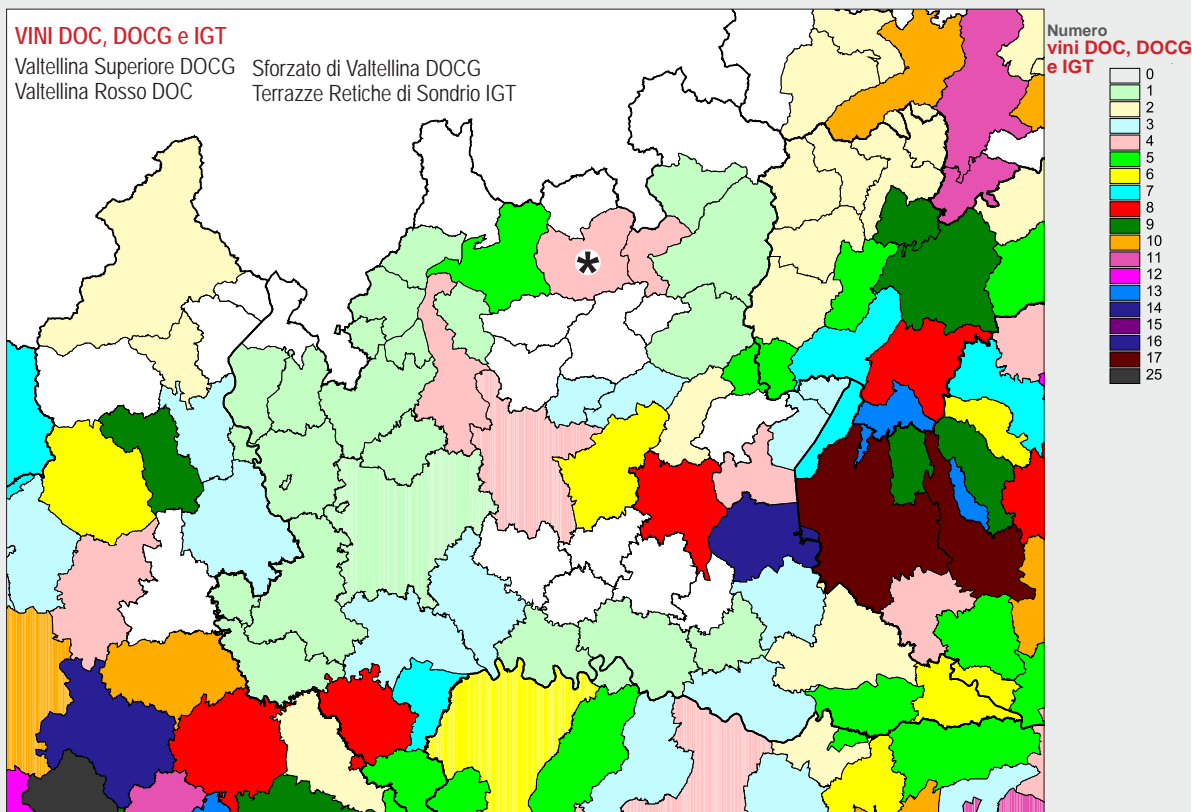 VINI DOC, DOCG e IGT
Valtellina Superiore DOCG
Valtellina Rosso DOC
Sforzato di Valtellina DOCG
Terrazze Retiche di Sondrio IGT
*
Numero
vini DOC, DOCG
e IGT
0
1
2
3
4
5
6
7
8
9
10
11
12
13
14
15
16
17
25